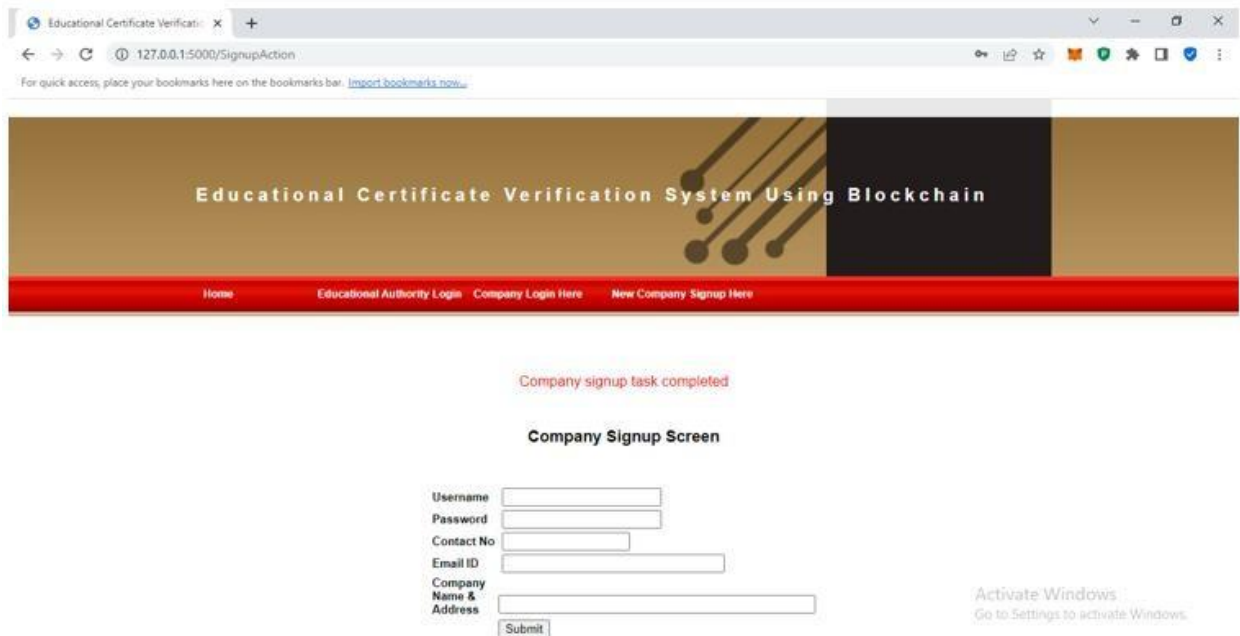 Educational Certificate Verificatio
127.0.0.1:5000/SignupAction
For quick access, place your bookmarks here on the bookmarks bar. Import bookmarks now...
Educational Certificate Verification System Using Blockchain
Home Educational Authority Login Company Login Here New Company Signup Here
Company signup task completed
Company Signup Screen
Username
Password
Contact No
Email ID
Company
Name &
Address
Submit
Activate Windows
Go to Settings to activate Windows.